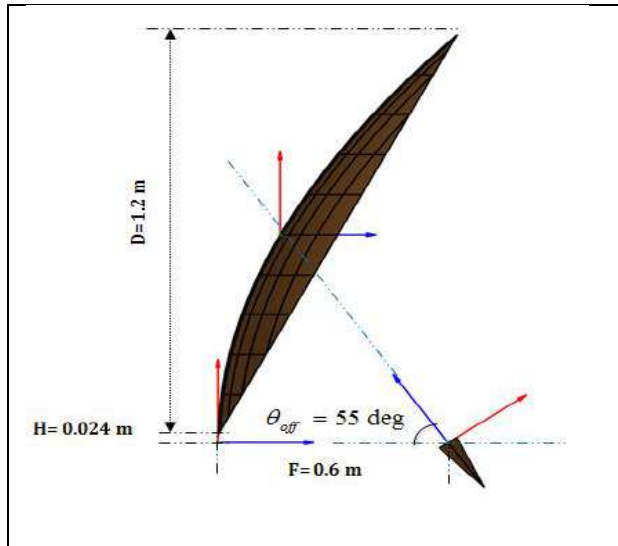 D=1.2 m
H= 0.024 m
θoff = 55 deg
F=0.6 m